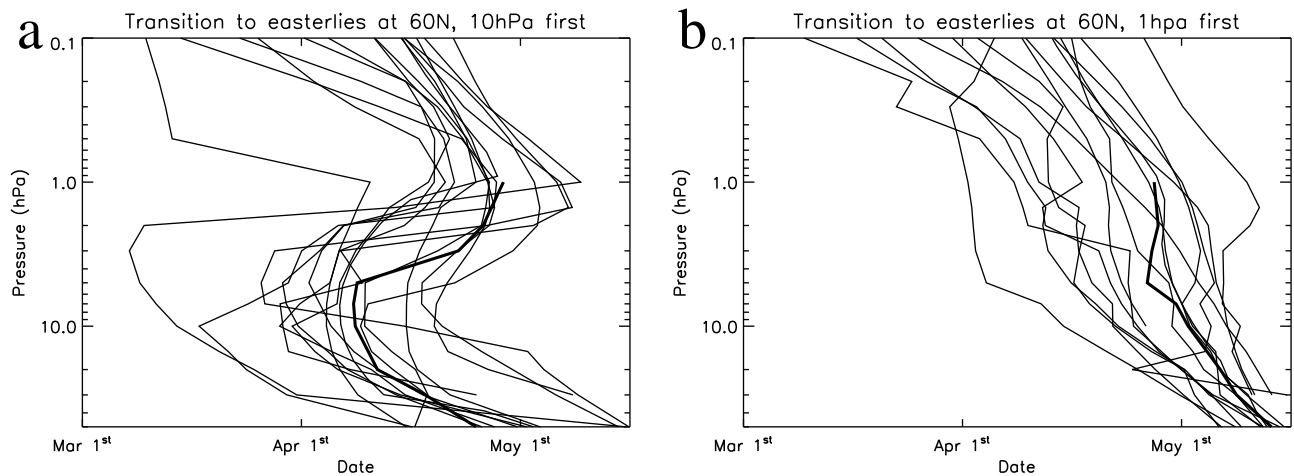 a
Transition to easterlies at 60N, 10hPa first
0.1
1.0
10.0
Pressure (hPa)
Mar 1st
Apr 1st
May 1st
Date
b
Transition to easterlies at 60N, 1hpa first
0.1
1.0
10.0
Pressure (hPa)
Mar 1st
Apr 1st
May 1st
Date